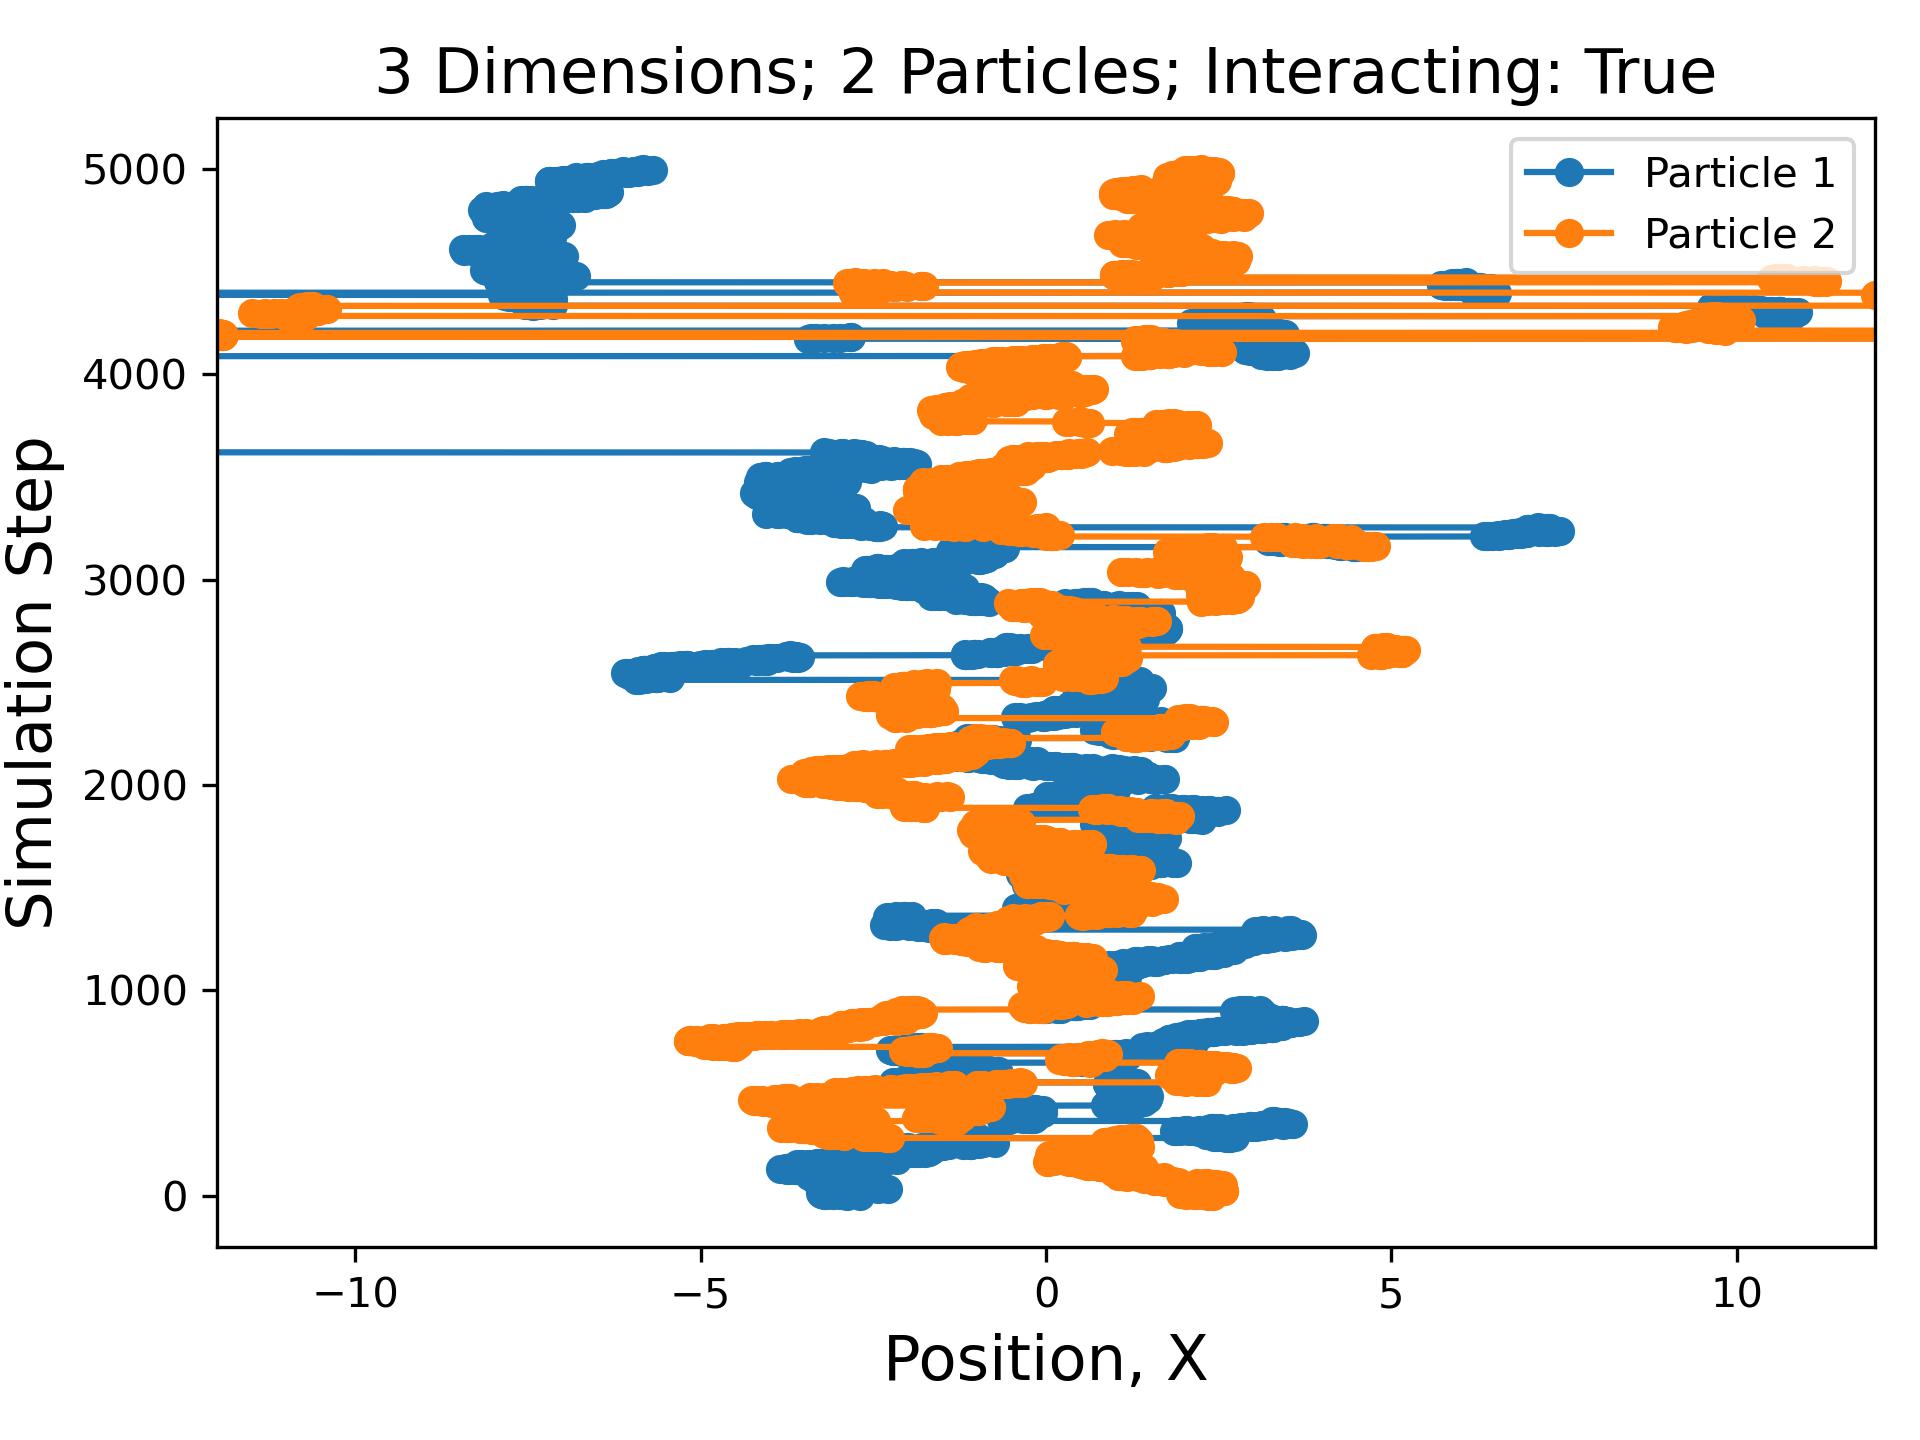 3 Dimensions; 2 Particles; Interacting: True
Particle 1
Particle 2
Simulation Step
5000
4000
3000
2000
1000
0
−10
−5
0
5
10
Position, X